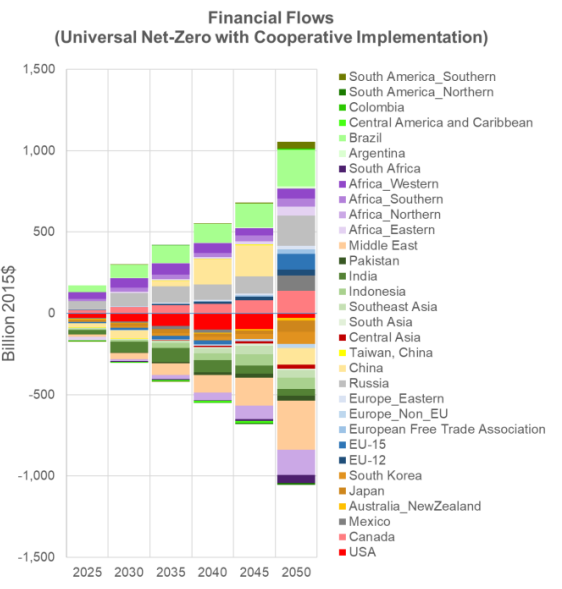 Financial Flows
(Universal Net-Zero with Cooperative Implementation)
Billion 2015$
1,500
1,000
500
0
-500
-1,000
-1,500
2025 2030 2035 2040 2045 2050
South America_Southern
South America_Northern
Colombia
Central America and Caribbean
Brazil
Argentina
South Africa
Africa_Western
Africa_Southern
Africa_Northern
Africa_Eastern
Middle East
Pakistan
India
Indonesia
Southeast Asia
South Asia
Central Asia
Taiwan, China
China
Russia
Europe_Eastern
Europe_Non_EU
European Free Trade Association
EU-15
EU-12
South Korea
Japan
Australia_NewZealand
Mexico
Canada
USA